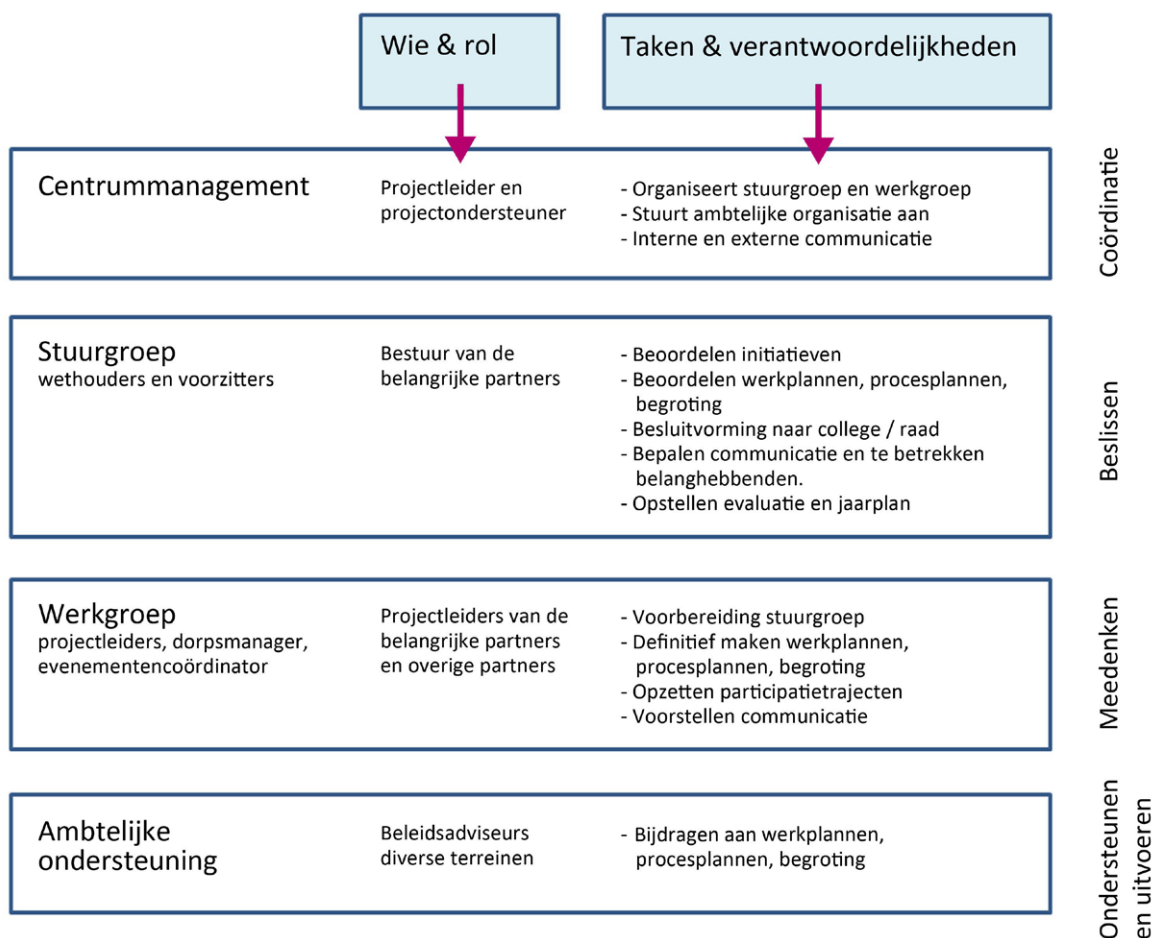 Wie & rol
Taken & verantwoordelijkheden
Centrummanagement
Projectleider en
projectondersteuner
- Organiseert stuurgroep en werkgroep
- Stuurt ambtelijke organisatie aan
- Interne en externe communicatie
Coördinatie
Stuurgroep
wethouders en voorzitters
Bestuur van de
belangrijke partners
- Beoordelen initiatieven
- Beoordelen werkplannen, procesplannen,
begroting
- Besluitvorming naar college / raad
- Bepalen communicatie en te betrekken
belanghebbenden.
- Opstellen evaluatie en jaarplan
Beslissen
Werkgroep
projectleiders, dorpsmanager,
evenementencoördinator
Projectleiders van de
belangrijke partners
en overige partners
- Voorbereiding stuurgroep
- Definitief maken werkplannen,
procesplannen, begroting
- Opzetten participatietrajecten
- Voorstellen communicatie
Meedenken
Ambtelijke
ondersteuning
Beleidsadviseurs
diverse terreinen
- Bijdragen aan werkplannen,
procesplannen, begroting
Ondersteunen
en uitvoeren